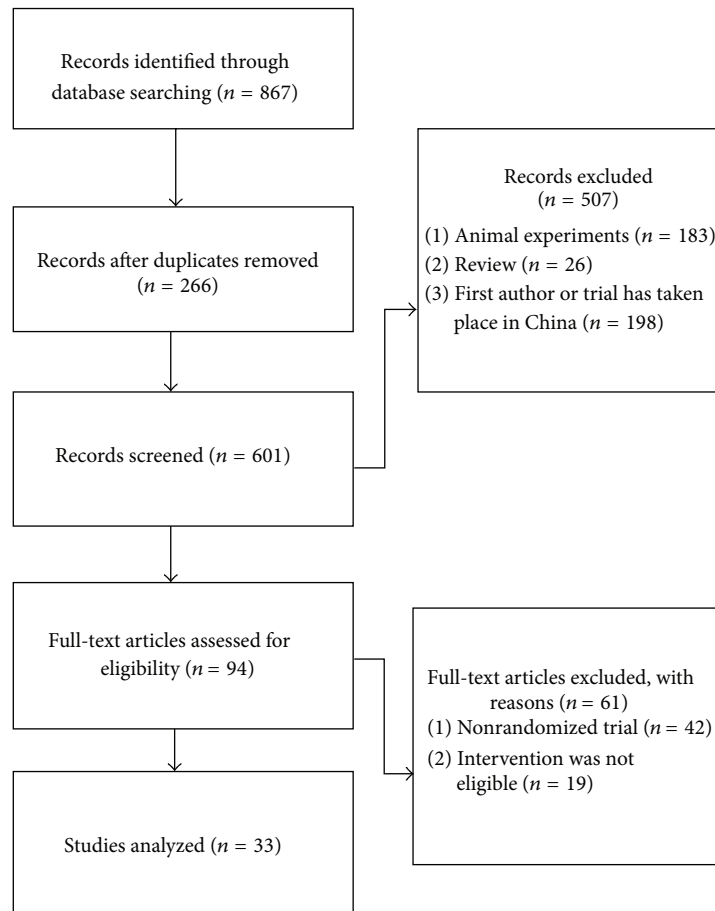 Records identified through
database searching (n = 867)
Records after duplicates removed
(n = 266)
Records excluded
(n = 507)
(1) Animal experiments (n = 183)
(2) Review (n = 26)
(3) First author or trial has taken
place in China (n = 198)
Records screened (n = 601)
Full-text articles assessed for
eligibility (n = 94)
Full-text articles excluded, with
reasons (n = 61)
(1) Nonrandomized trial (n = 42)
(2) Intervention was not
eligible (n = 19)
Studies analyzed (n = 33)